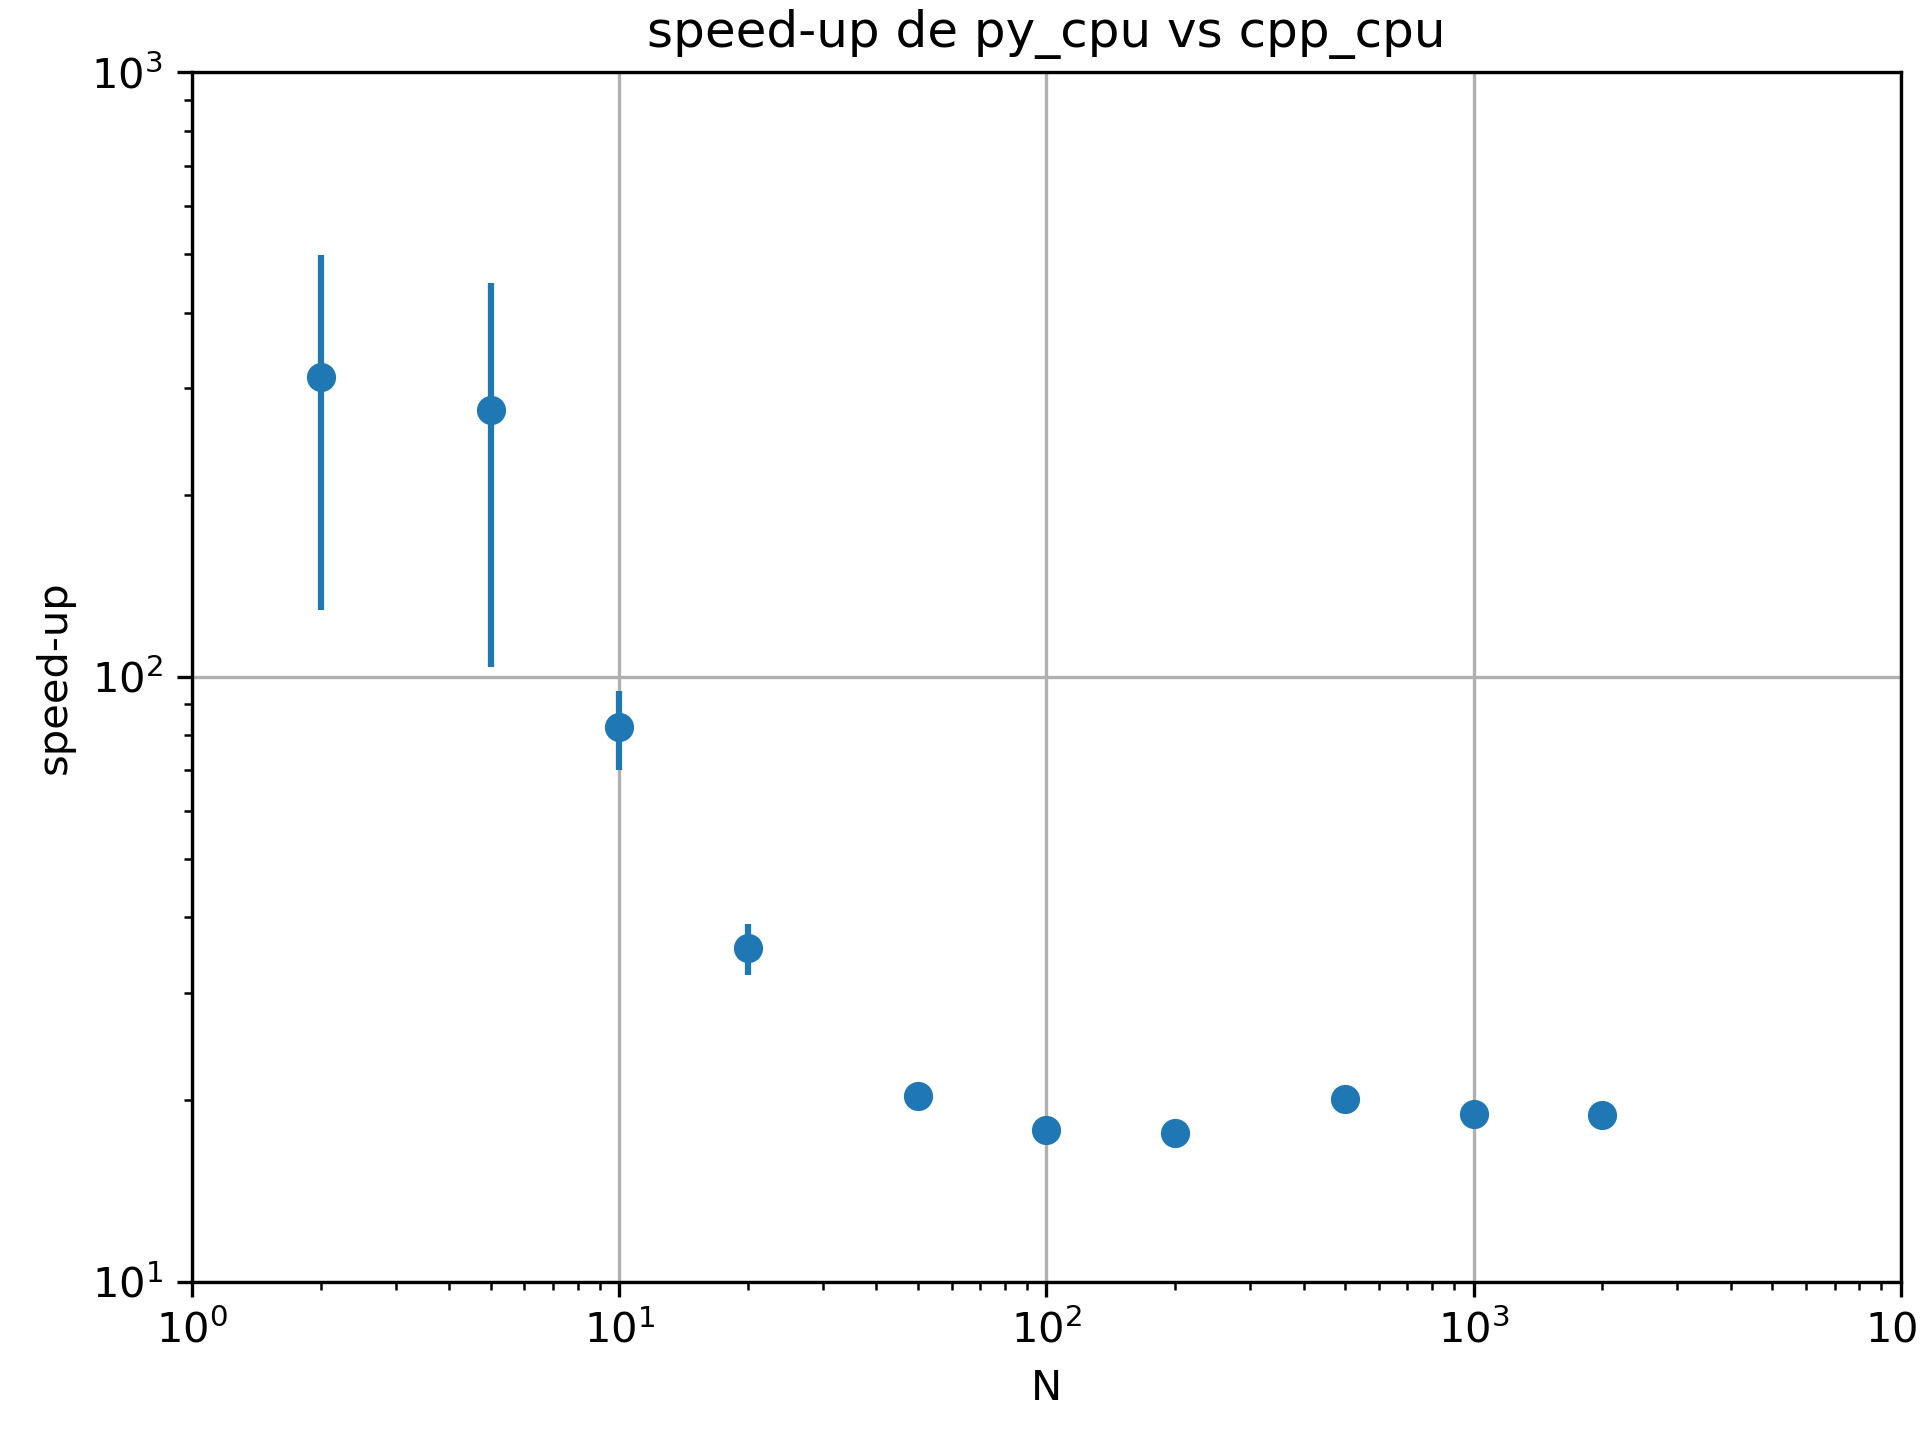 speed-up de py_cpu vs cpp_cpu
10³
10²
10¹
speed-up
10⁰ 10¹ 10² 10³ 10
N